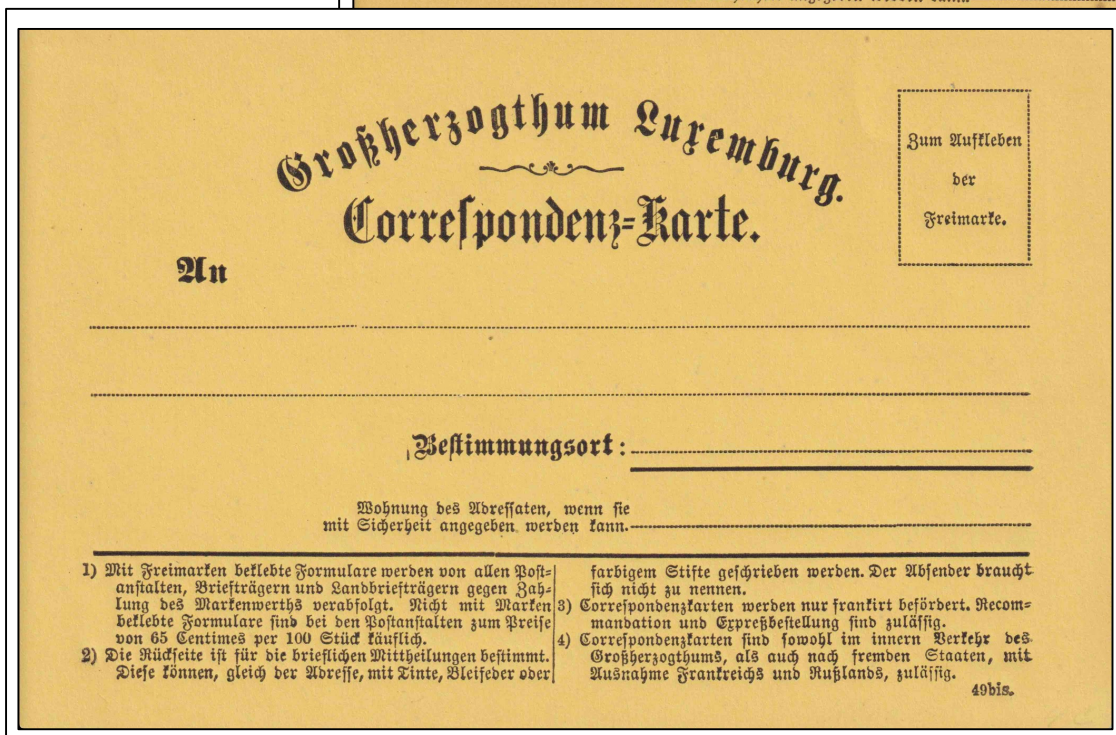 angegeben werden kann
Großherzogthum Luxemburg.
Correspondenz-Karte.
Zum Aufkleben
der
Freimarke.
An
Bestimmungsort:
Wohnung des Adressaten, wenn sie
mit Sicherheit angegeben werden kann.
1) Mit Freimarken beklebte Formulare werden von allen Post-
anstalten, Briefträgern und Landbriefträgern gegen Zah-
lung des Markenwerths verabfolgt. Nicht mit Marken
beklebte Formulare sind bei den Postanstalten zum Preise
von 65 Centimes per 100 Stück käuflich.
2) Die Rückseite ist für die brieflichen Mittheilungen bestimmt.
Diese können, gleich der Adresse, mit Tinte, Bleifeder oder
farbigem Stifte geschrieben werden. Der Absender braucht
sich nicht zu nennen.
3) Correspondenzkarten werden nur frankirt befördert. Recom-
mandation und Expreßbestellung sind zulässig.
4) Correspondenzkarten sind sowohl im innern Verkehr des
Großherzogthums, als auch nach fremden Staaten, mit
Ausnahme Frankreichs und Rußlands, zulässig.
49bis.